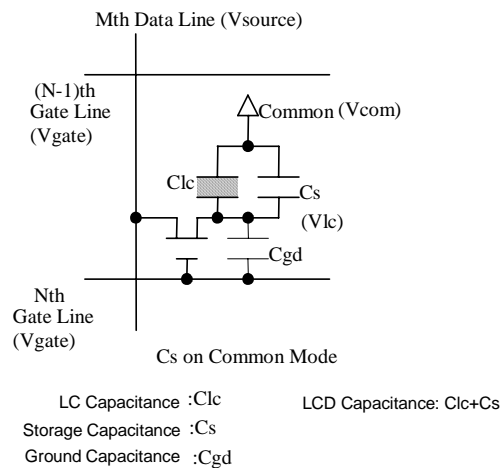 Mth Data Line (Vsource)
(N-1)th
Gate Line
(Vgate)
Common (Vcom)
Clc
Cs
(Vlc)
Cgd
Nth
Gate Line
(Vgate)
Cs on Common Mode
LC Capacitance :Clc
LCD Capacitance: Clc+Cs
Storage Capacitance :Cs
Ground Capacitance :Cgd